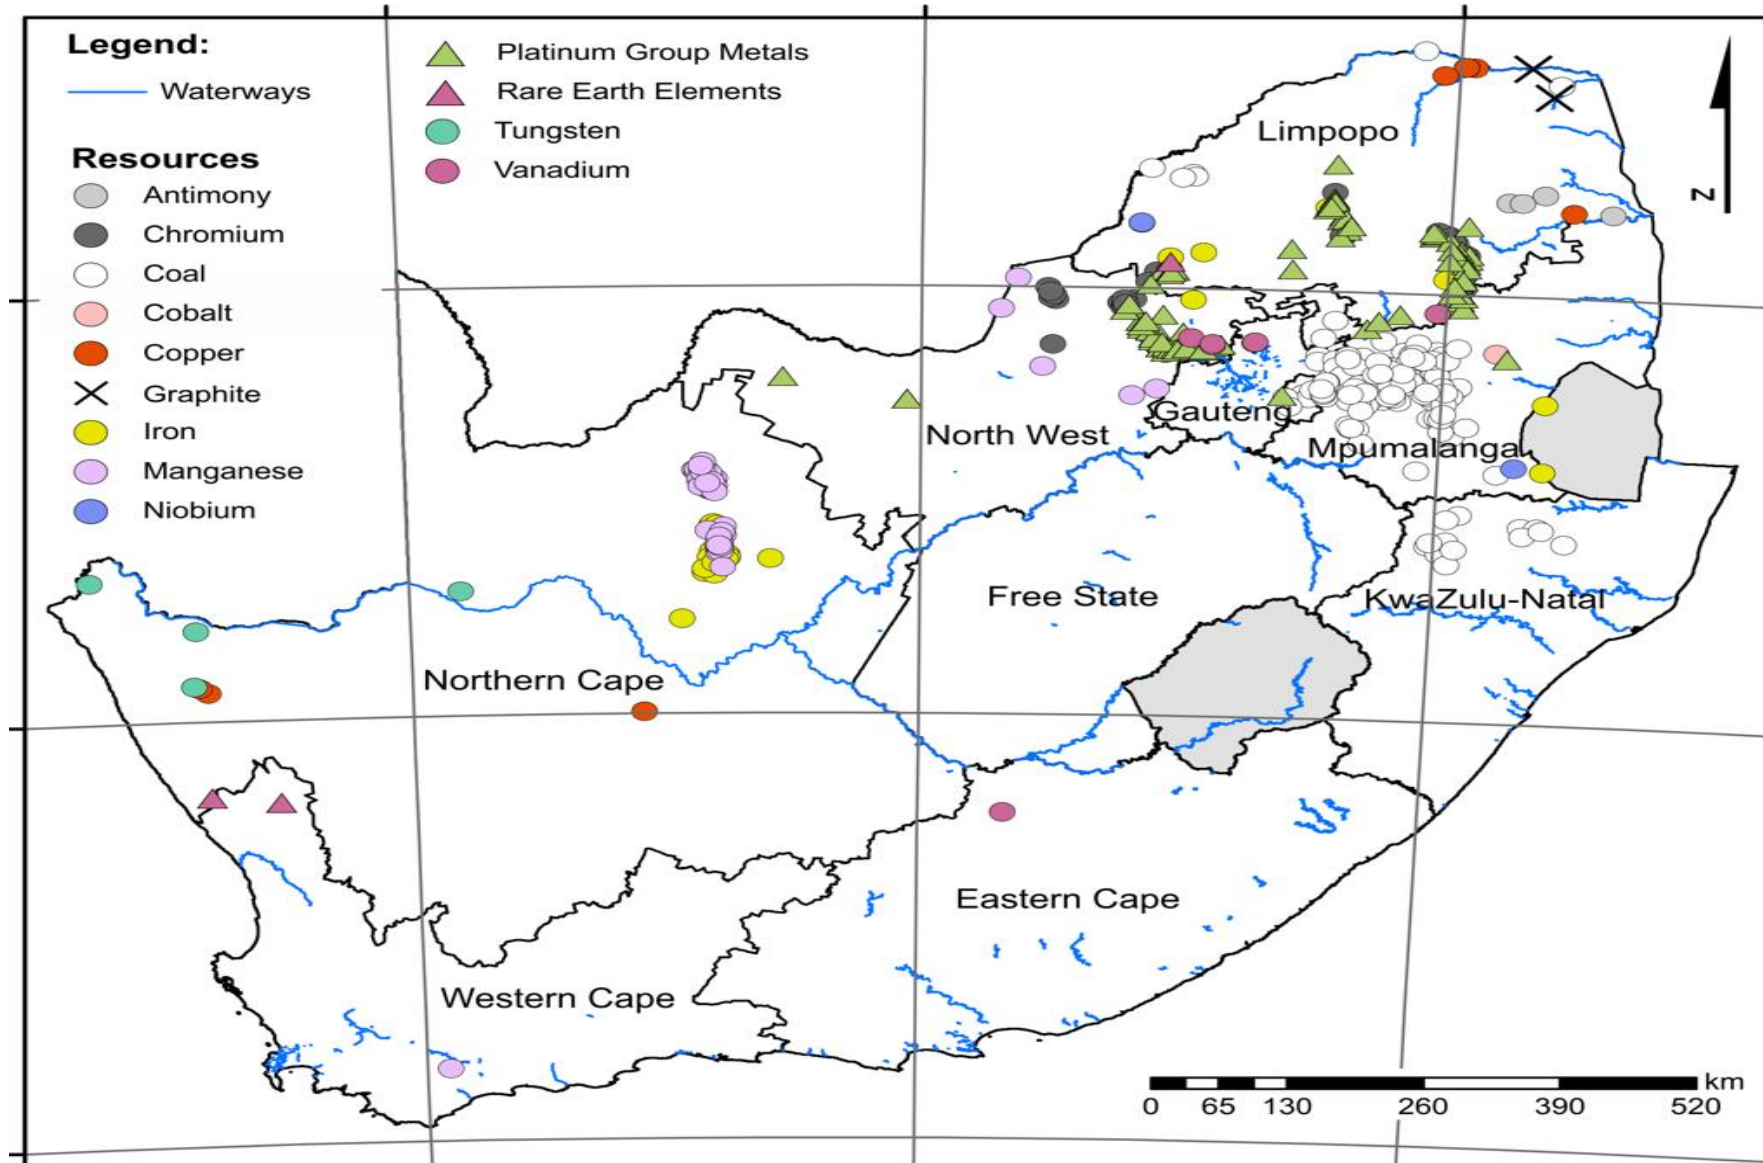 Legend:
Waterways
Resources
Antimony
Chromium
Coal
Cobalt
Copper
Graphite
Iron
Manganese
Niobium
Platinum Group Metals
Rare Earth Elements
Tungsten
Vanadium
N
Limpopo
North West
Gauteng
Mpumalanga
Free State
KwaZulu-Natal
Northern Cape
Eastern Cape
Western Cape
km
0 65 130 260 390 520